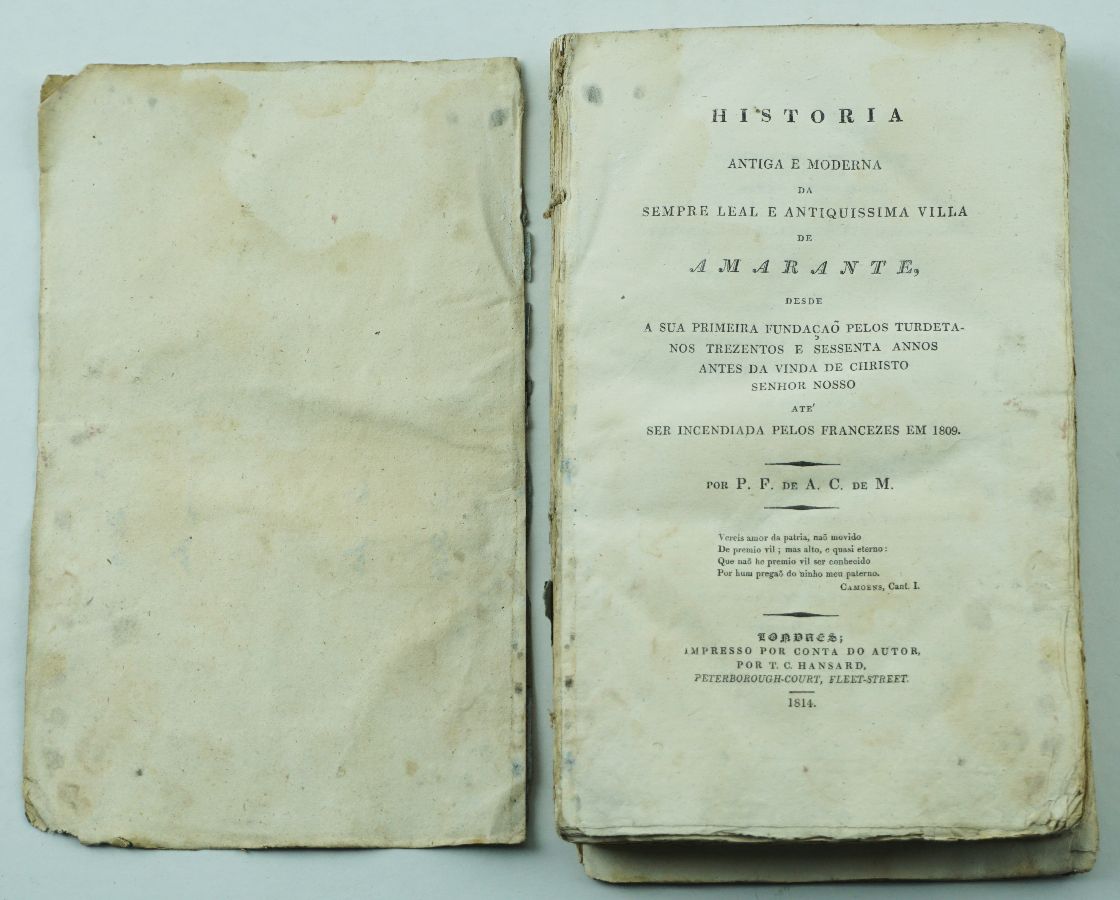 HISTORIA
ANTIGA E MODERNA
DA
SEMPRE LEAL E ANTIQUISSIMA VILLA
DE
AMARANTE,
DESDE
A SUA PRIMEIRA FUNDAÇAÕ PELOS TURDETA-
NOS TREZENTOS E SESSENTA ANNOS
ANTES DA VINDA DE CHRISTO
SENHOR NOSSO
ATE'
SER INCENDIADA PELOS FRANCEZES EM 1809.
POR P. F. DE A. C. DE M.
Vereis amor da patria, naõ movido
De premio vil; mas alto, e quasi eterno:
Que naõ he premio vil ser conhecido
Por hum pregaõ do ninho meu paterno.
CAMOENS, Cant. I.
LONDRES;
IMPRESSO POR CONTA DO AUTOR,
POR T. C. HANSARD,
PETERBOROUGH-COURT, FLEET-STREET.
1814.